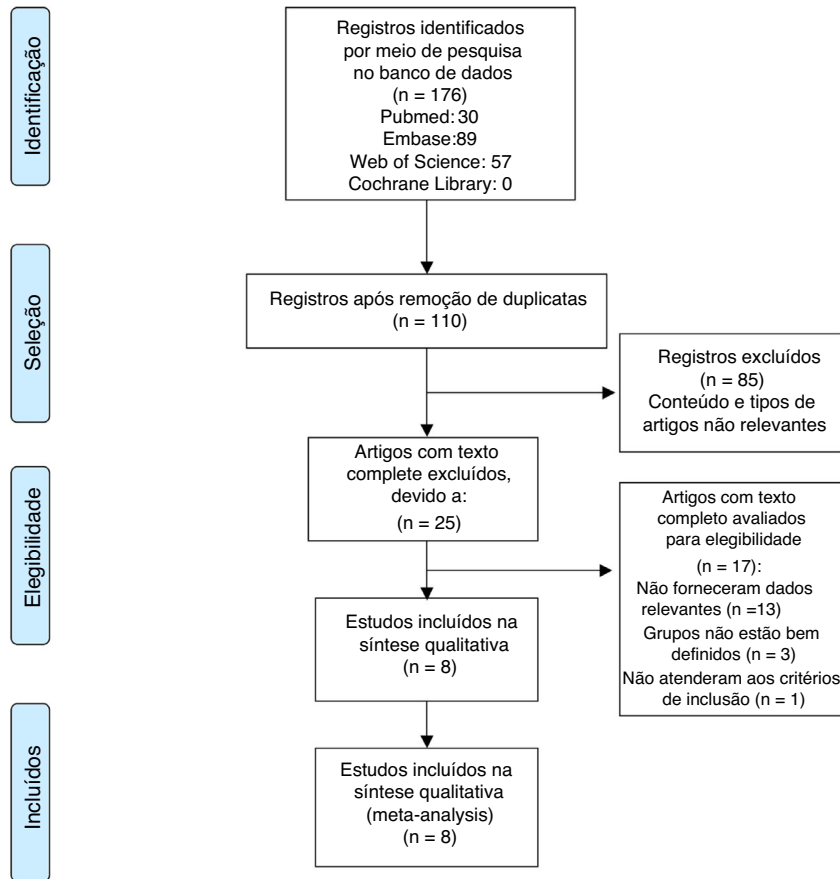 Identificação
Registros identificados
por meio de pesquisa
no banco de dados
(n = 176)
Pubmed: 30
Embase:89
Web of Science: 57
Cochrane Library: 0
Seleção
Registros após remoção de duplicatas
(n = 110)
Registros excluídos
(n = 85)
Conteúdo e tipos de
artigos não relevantes
Elegibilidade
Artigos com texto
complete excluídos,
devido a:
(n = 25)
Artigos com texto
completo avaliados
para elegibilidade
(n = 17):
Não forneceram dados
relevantes (n =13)
Grupos não estão bem
definidos (n = 3)
Não atenderam aos critérios
de inclusão (n = 1)
Estudos incluídos na
síntese qualitativa
(n = 8)
Incluídos
Estudos incluídos na
síntese qualitativa
(meta-analysis)
(n = 8)